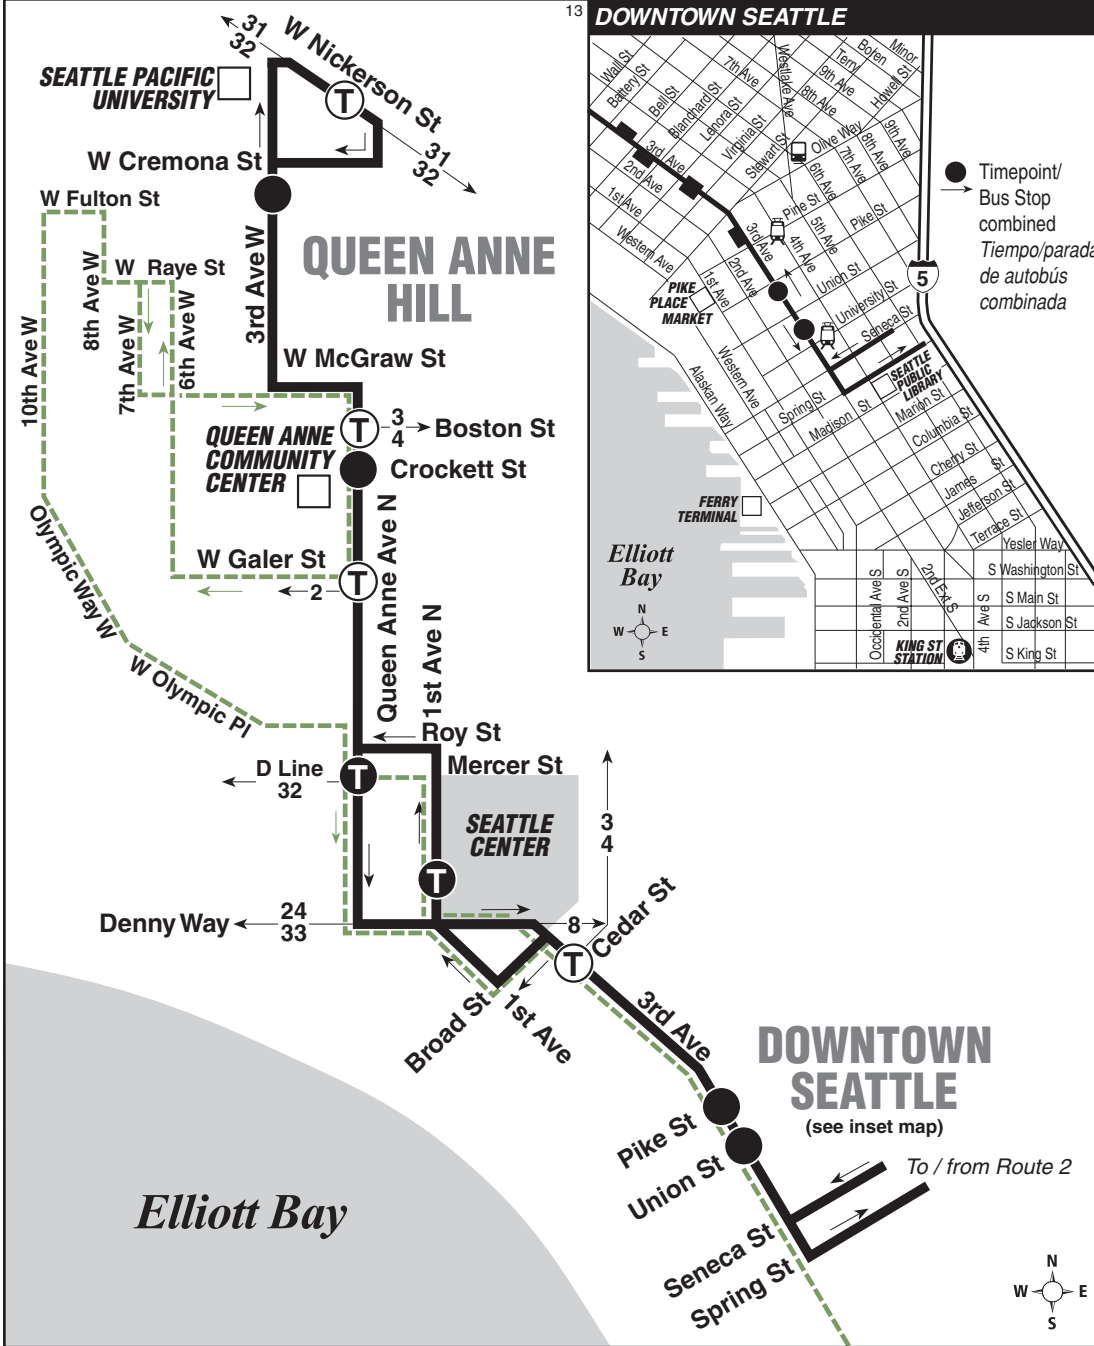 13
DOWNTOWN SEATTLE
31
32
W Nickerson St
SEATTLE PACIFIC
UNIVERSITY
T
W Cremona St
31
32
W Fulton St
W Raye St
QUEEN ANNE
HILL
3rd Ave W
8th Ave W
7th Ave W
6th Ave W
10th Ave W
W McGraw St
QUEEN ANNE
COMMUNITY
CENTER
T
3
4
Boston St
Crockett St
W Galer St
T
2
Queen Anne Ave N
1st Ave N
Olympic Way W
W Olympic Pl
Roy St
D Line
32
T
Mercer St
SEATTLE
CENTER
T
3
4
Denny Way
24
33
8
Cedar St
T
Broad St
1st Ave
3rd Ave
DOWNTOWN
SEATTLE
(see inset map)
Pike St
Union St
To / from Route 2
Seneca St
Spring St
Elliott Bay
N
W
E
S
Wall St
Battery St
Bell St
Blanchard St
Lenora St
Virginia St
Stewart St
7th Ave
Westlake Ave
8th Ave
9th Ave
Terry
Boren
Minor
Howell St
Olive Way
9th Ave
8th Ave
7th Ave
6th Ave
5th Ave
4th Ave
3rd Ave
2nd Ave
1st Ave
Western Ave
Pine St
Pike St
3rd Ave
2nd Ave
1st Ave
Union St
University St
Seneca St
PIKE
PLACE
MARKET
5
SEATTLE
PUBLIC
LIBRARY
Western Ave
Alaskan Way
Spring St
Madison St
Marion St
Columbia St
Cherry St
James St
Jefferson St
Terrace St
Yesler Way
FERRY
TERMINAL
Elliott
Bay
N
W
E
S
Occidental Ave S
2nd Ave S
2nd Ext S
4th Ave S
S Washington St
S Main St
S Jackson St
S King St
KING ST
STATION
Timepoint/
Bus Stop
combined
Tiempo/parada
de autobús
combinada